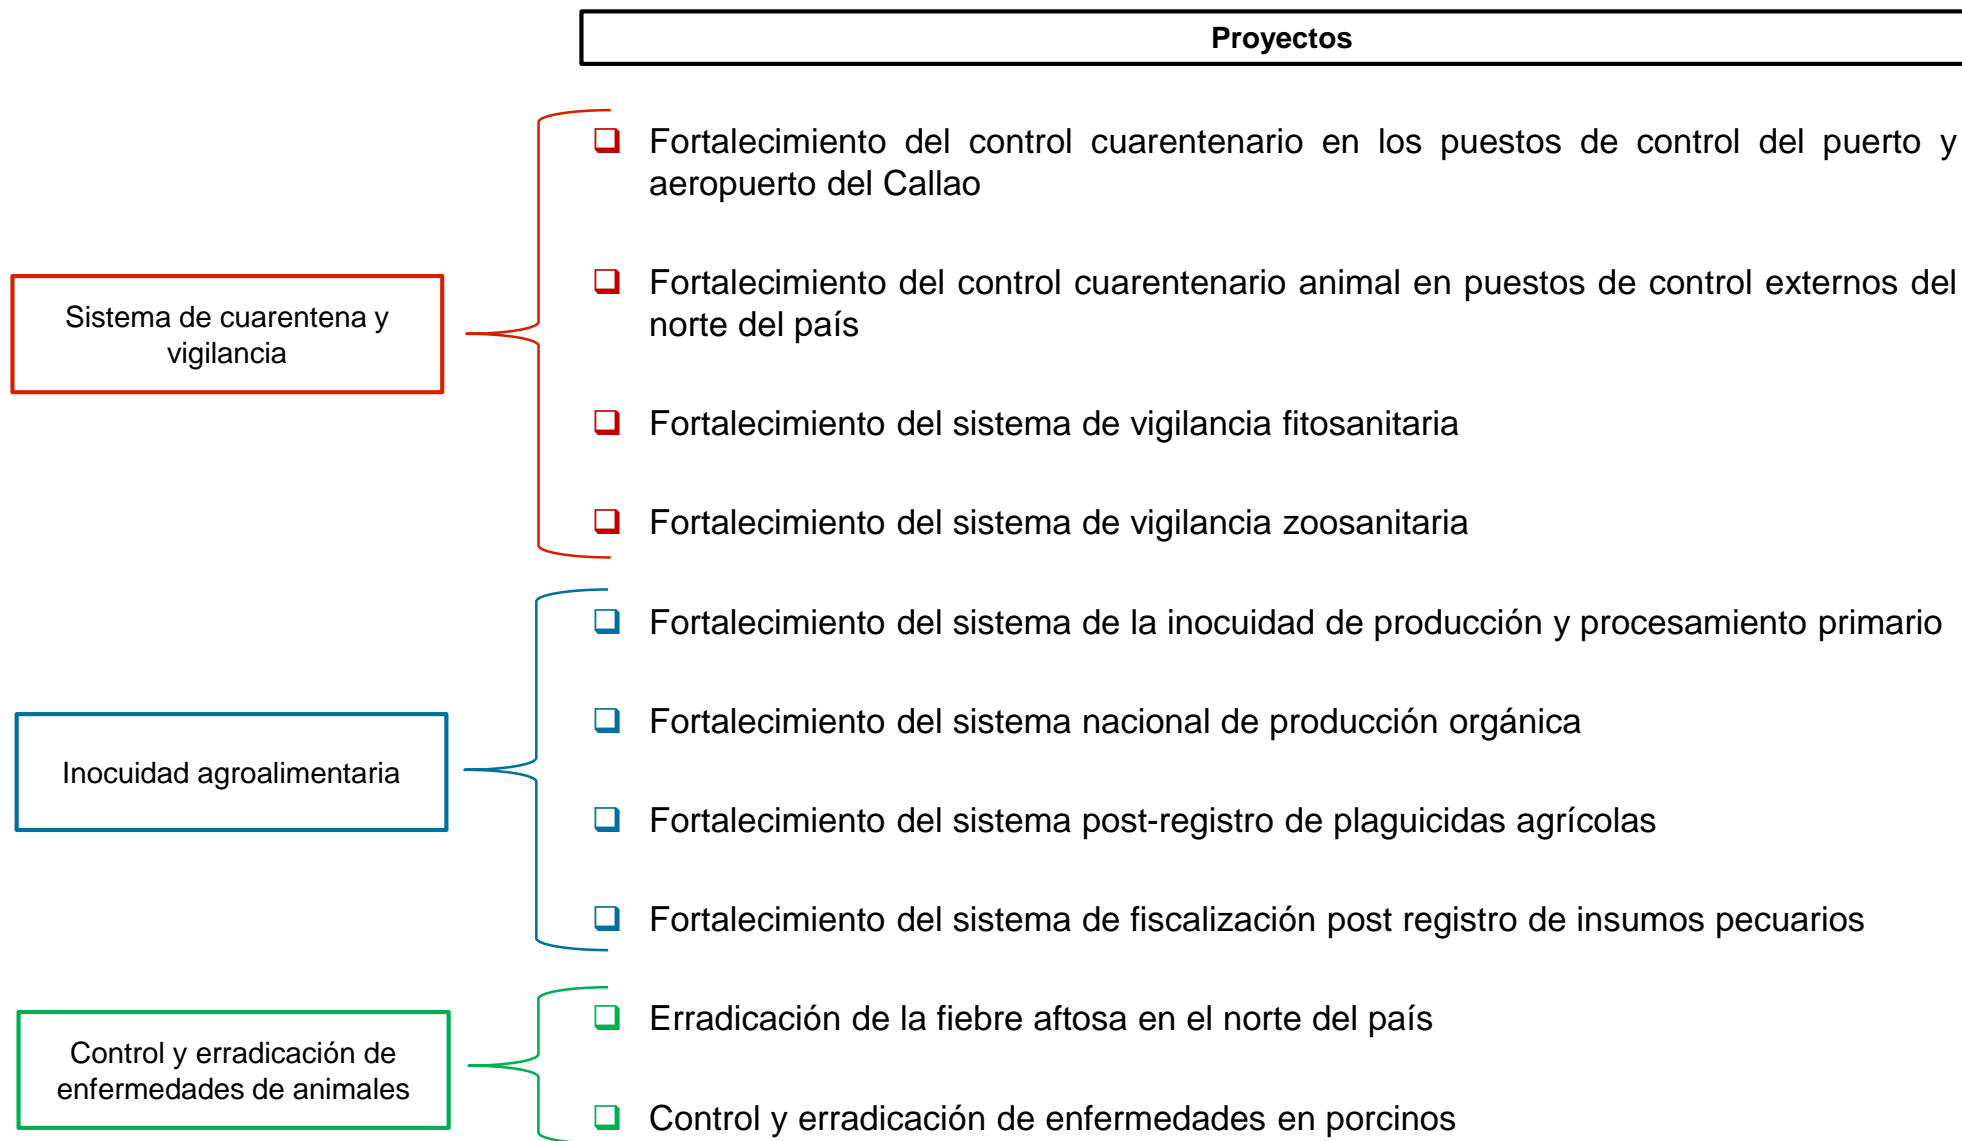 Proyectos
Fortalecimiento del control cuarentenario en los puestos de control del puerto y
aeropuerto del Callao
Fortalecimiento del control cuarentenario animal en puestos de control externos del
norte del país
Sistema de cuarentena y
vigilancia
Fortalecimiento del sistema de vigilancia fitosanitaria
Fortalecimiento del sistema de vigilancia zoosanitaria
Fortalecimiento del sistema de la inocuidad de producción y procesamiento primario
Fortalecimiento del sistema nacional de producción orgánica
Inocuidad agroalimentaria
Fortalecimiento del sistema post-registro de plaguicidas agrícolas
Fortalecimiento del sistema de fiscalización post registro de insumos pecuarios
Erradicación de la fiebre aftosa en el norte del país
Control y erradicación de
enfermedades de animales
Control y erradicación de enfermedades en porcinos